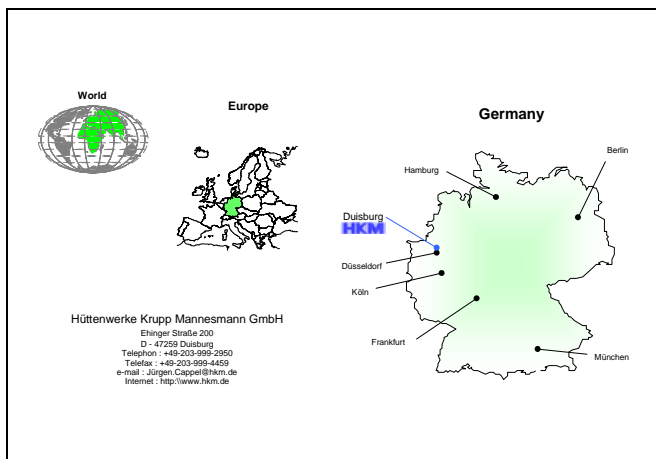 World
Europe
Germany
Berlin
Hamburg
Duisburg
HKM
Düsseldorf
Köln
Frankfurt
München
Hüttenwerke Krupp Mannesmann GmbH
Ehinger Straße 200
D - 47259 Duisburg
Telephon : +49-203-999-2950
Telefax : +49-203-999-4459
e-mail : Jürgen.Cappel@hkm.de
Internet : http:\\www.hkm.de